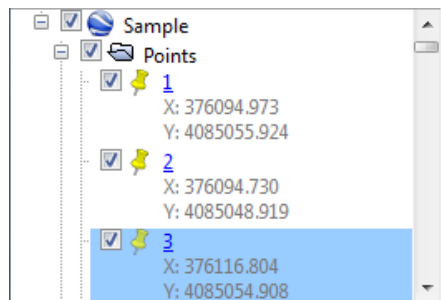 Sample
Points
1
X: 376094.973
Y: 4085055.924
2
X: 376094.730
Y: 4085048.919
3
X: 376116.804
Y: 4085054.908